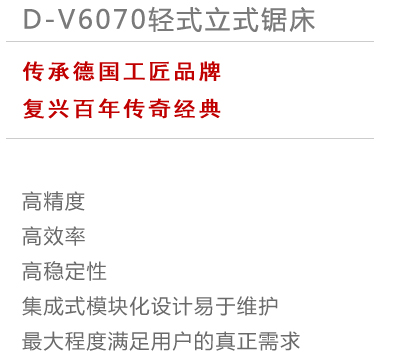 D-V6070轻式立式锯床
传承德国工匠品牌
复兴百年传奇经典
高精度
高效率
高稳定性
集成式模块化设计易于维护
最大程度满足用户的真正需求